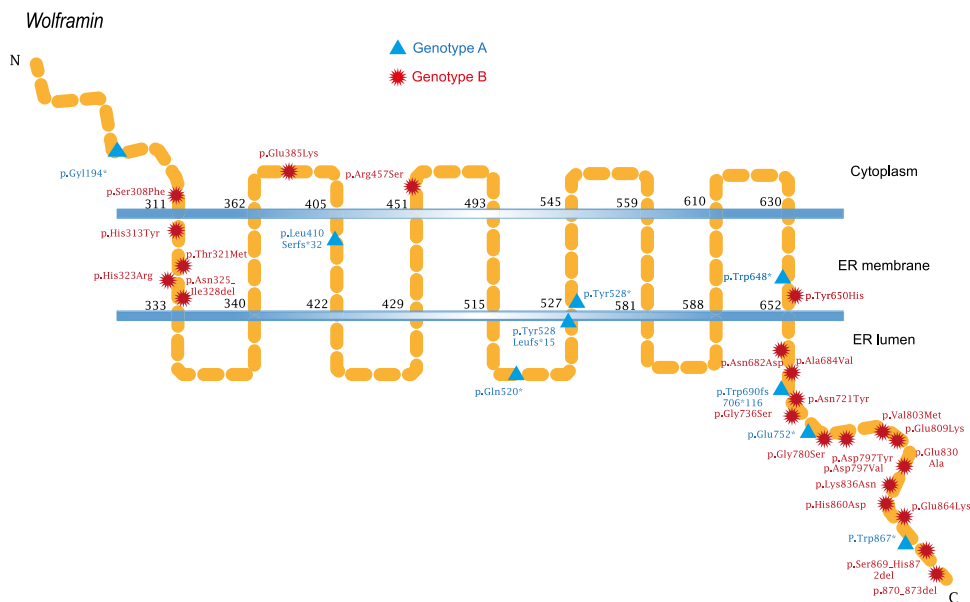 Wolframin
N
Genotype A
Genotype B
p.Gyl194*
p.Glu385Lys
p.Arg457Ser
Cytoplasm
p.Ser308Phe
311
362
405
451
493
545
559
610
630
p.His313Tyr
p.Leu410
Serfs*32
p.Thr321Met
p.His323Arg
p.Asn325_
Ile328del
ER membrane
p.Trp648*
p.Tyr528*
p.Tyr650His
333
340
422
429
515
527
581
588
652
p.Tyr528
Leufs*15
ER lumen
p.Asn682Asp
p.Ala684Val
p.Gln520*
p.Trp690fs
706*116
p.Asn721Tyr
p.Gly736Ser
p.Val803Met
p.Glu809Lys
p.Glu752*
p.Gly780Ser
p.Asp797Tyr
p.Asp797Val
p.Glu830
Ala
p.Lys836Asn
p.His860Asp
p.Glu864Lys
P.Trp867*
p.Ser869_His87
2del
p.870_873del
C